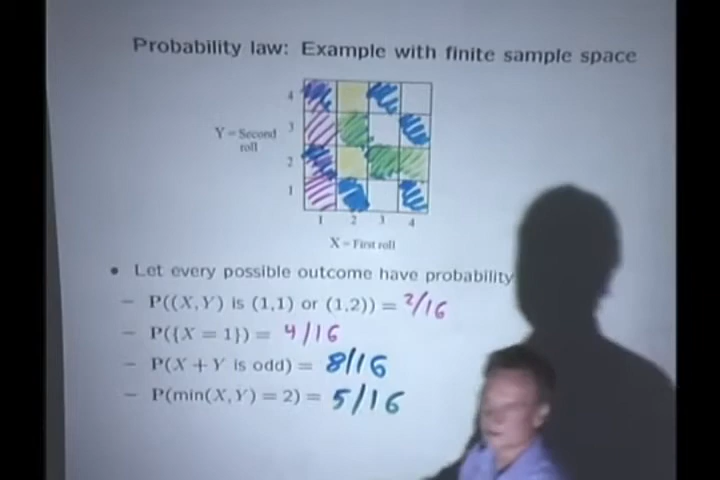 Probability law: Example with finite sample space
4
3
2
1
Y = Second
roll
1 2 3 4
X = First roll
• Let every possible outcome have probability
– P((X,Y) is (1,1) or (1,2)) = 2/16
– P({X = 1}) = 4/16
– P(X + Y is odd) = 8/16
– P(min(X,Y) = 2) = 5/16